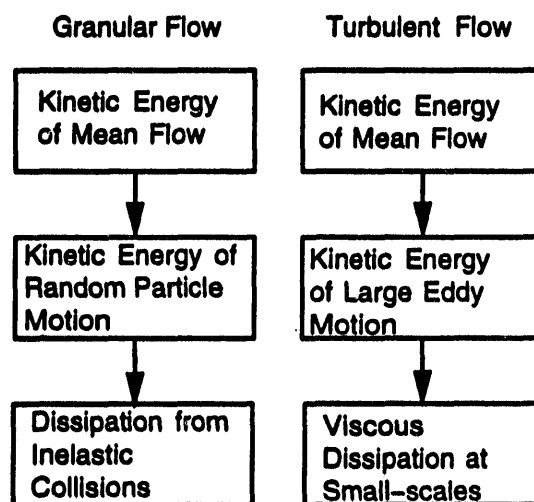 Granular Flow
Kinetic Energy
of Mean Flow
Kinetic Energy of
Random Particle
Motion
Dissipation from
Inelastic
Collisions
Turbulent Flow
Kinetic Energy
of Mean Flow
Kinetic Energy
of Large Eddy
Motion
Viscous
Dissipation at
Small-scales